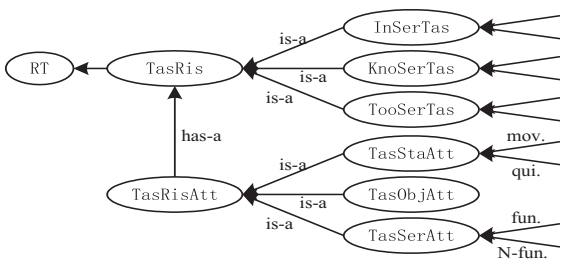 InSerTas
is-a
RT
TasRis
is-a
KnoSerTas
is-a
TooSerTas
has-a
mov.
TasStaAtt
is-a
qui.
TasRisAtt
is-a
TasObjAtt
is-a
fun.
TasSerAtt
N-fun.